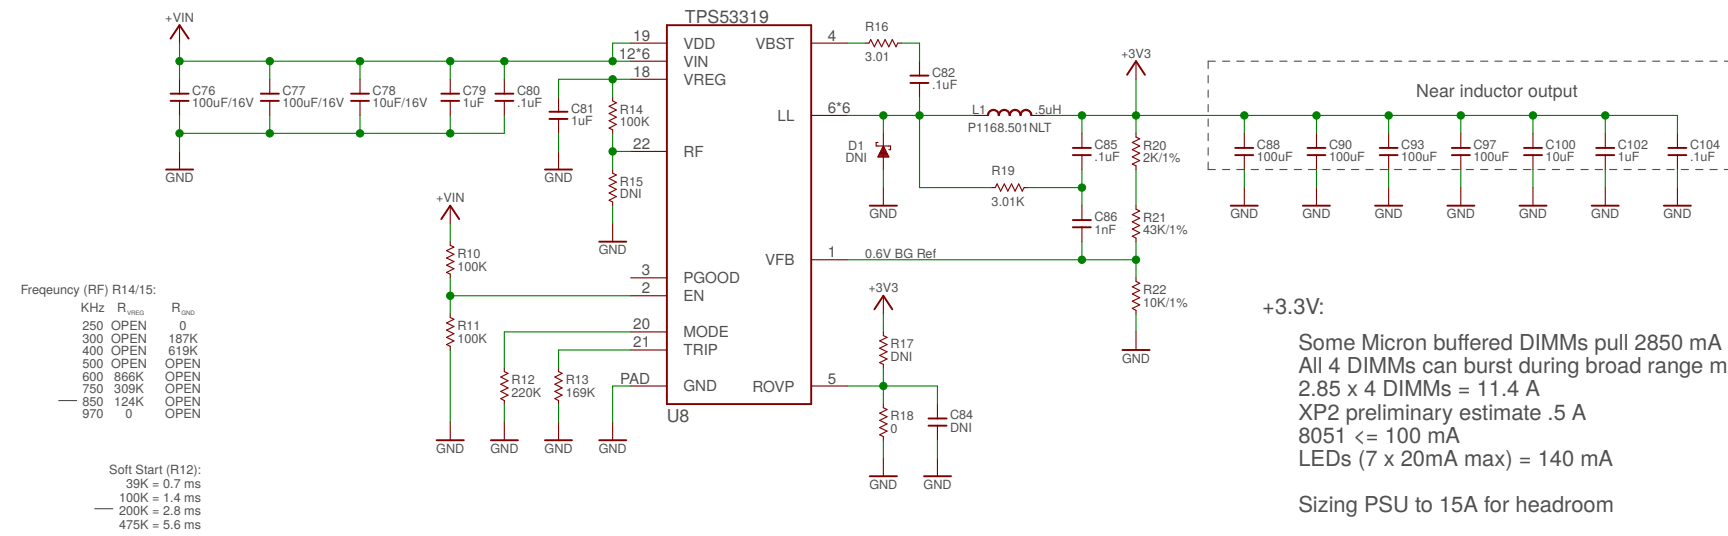 TPS53319
+VIN
C76
100uF/16V
C77
100uF/16V
C78
10uF/16V
C79
1uF
C80
.1uF
GND
C81
1uF
GND
R14
100K
R15
DNI
GND
19 VDD
12*6 VIN
18 VREG
22 RF
3 PGOOD
2 EN
20 MODE
21 TRIP
PAD GND
VBST 4
LL 6*6
VFB 1
ROVP 5
U8
+VIN
R10
100K
R11
100K
GND
R12
220K
GND
R13
169K
GND
GND
R16
3.01
C82
.1uF
L1 .5uH
P1168.501NLT
D1
DNI
GND
R19
3.01K
+3V3
C85
.1uF
C86
1nF
R20
2K/1%
R21
43K/1%
0.6V BG Ref
R22
10K/1%
GND
+3V3
R17
DNI
R18
0
C84
DNI
GND
GND
Near inductor output
C88
100uF
C90
100uF
C93
100uF
C97
100uF
C100
10uF
C102
1uF
C104
.1uF
GND
GND
GND
GND
GND
GND
GND
Freqeuncy (RF) R14/15:
KHz RVREG RGND
250 OPEN 0
300 OPEN 187K
400 OPEN 619K
500 OPEN OPEN
600 866K OPEN
750 309K OPEN
850 124K OPEN
970 0 OPEN
Soft Start (R12):
39K = 0.7 ms
100K = 1.4 ms
200K = 2.8 ms
475K = 5.6 ms
+3.3V:
Some Micron buffered DIMMs pull 2850 mA
All 4 DIMMs can burst during broad range m
2.85 x 4 DIMMs = 11.4 A
XP2 preliminary estimate .5 A
8051 <= 100 mA
LEDs (7 x 20mA max) = 140 mA
Sizing PSU to 15A for headroom